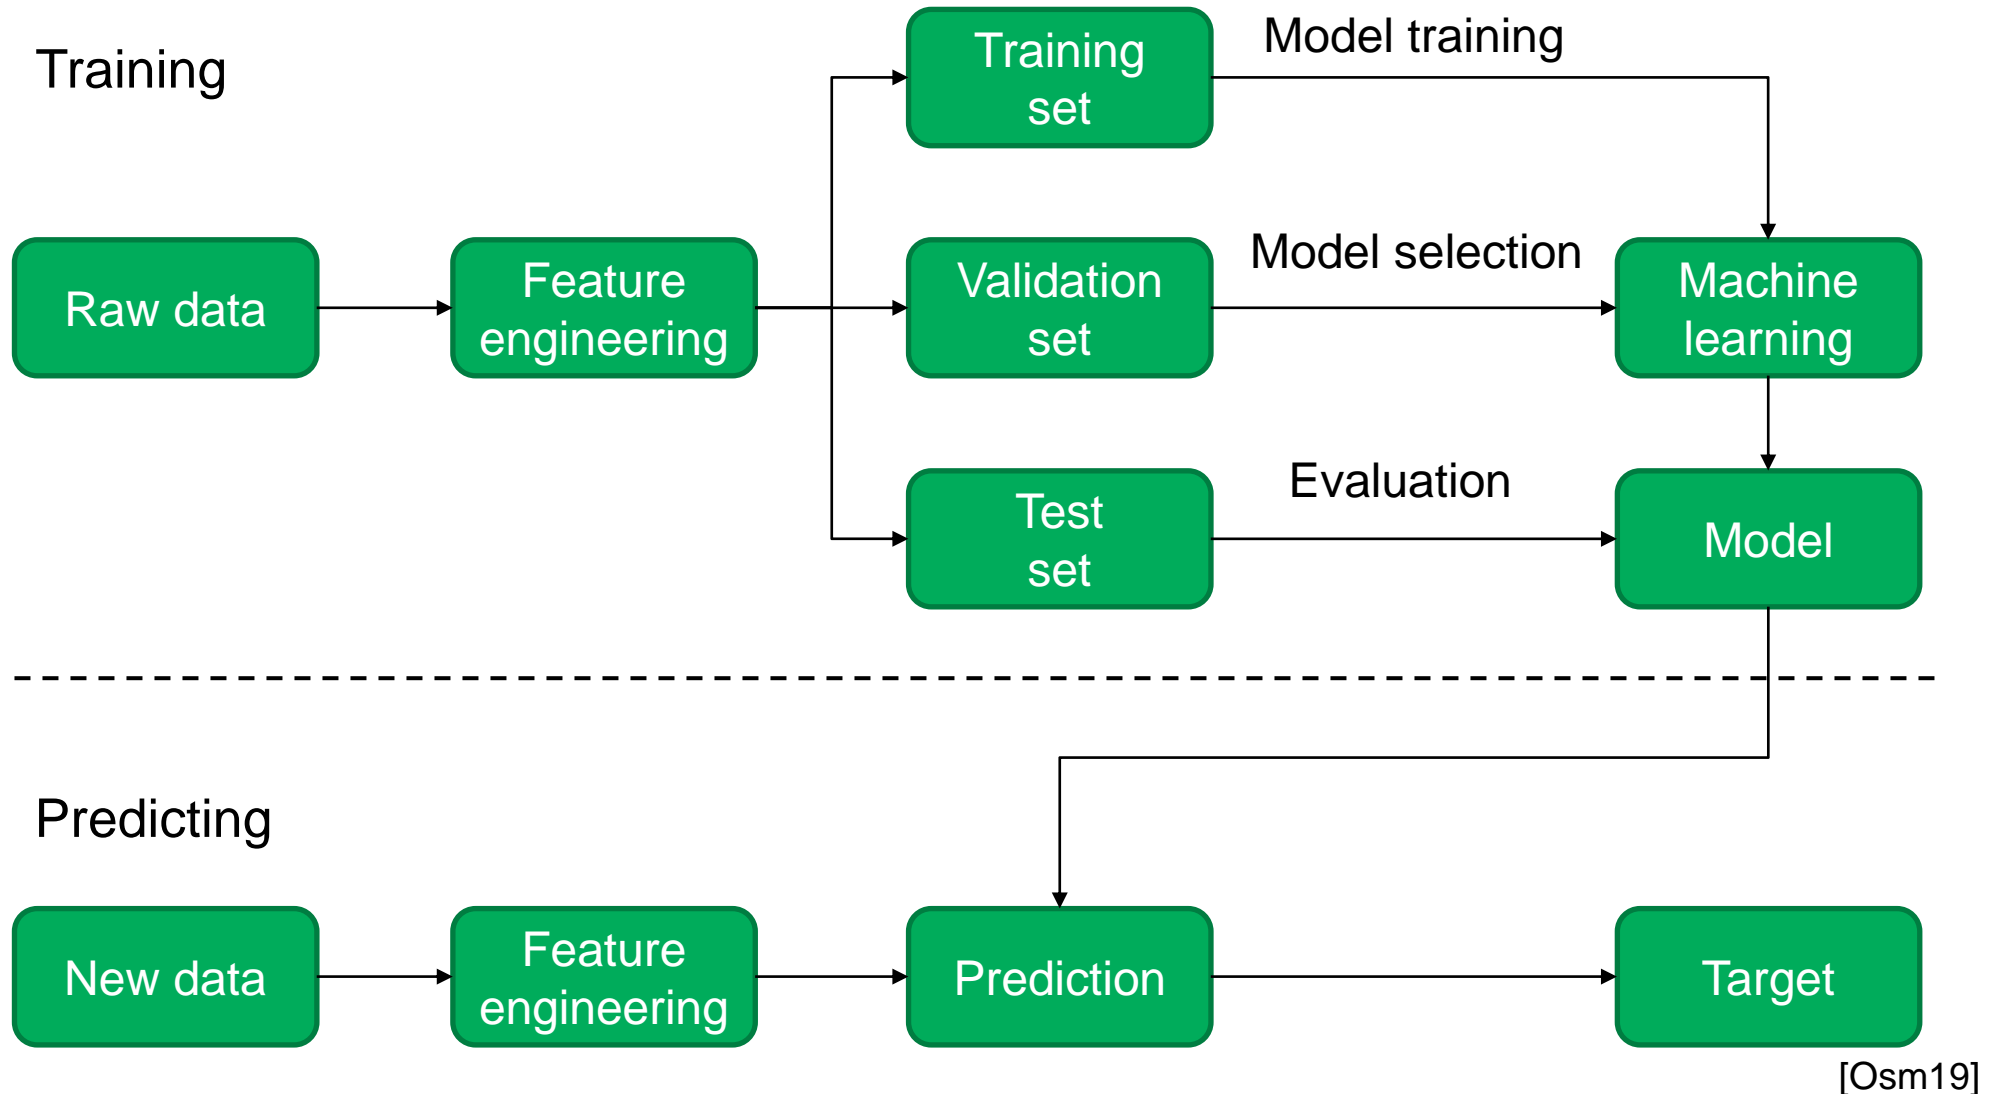 Training
Training
set
Model training
Raw data
Feature
engineering
Validation
set
Model selection
Machine
learning
Test
set
Evaluation
Model
Predicting
New data
Feature
engineering
Prediction
Target
[Osm19]